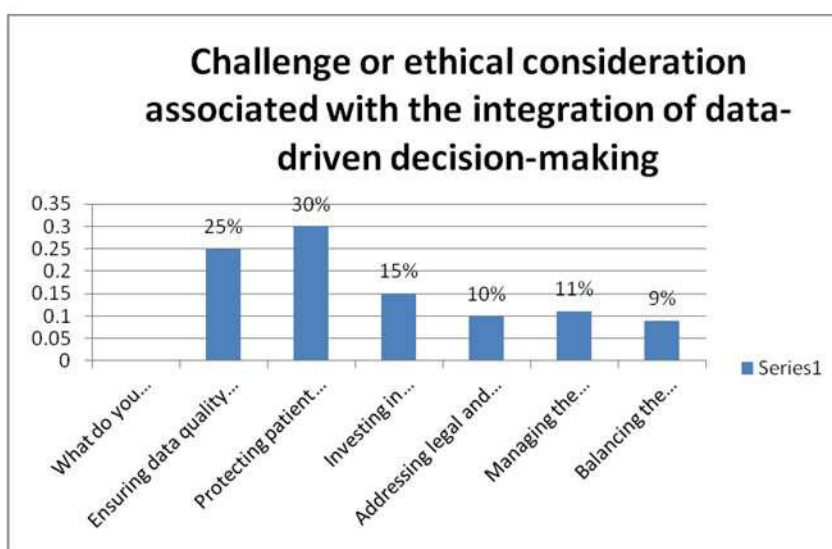 Challenge or ethical consideration
associated with the integration of data-
driven decision-making
0.35
0.3
0.25
0.2
0.15
0.1
0.05
0
25%
30%
15%
10%
11%
9%
What do you...
Ensuring data quality...
Protecting patient...
Investing in...
Addressing legal and...
Managing the...
Balancing the...
Series1